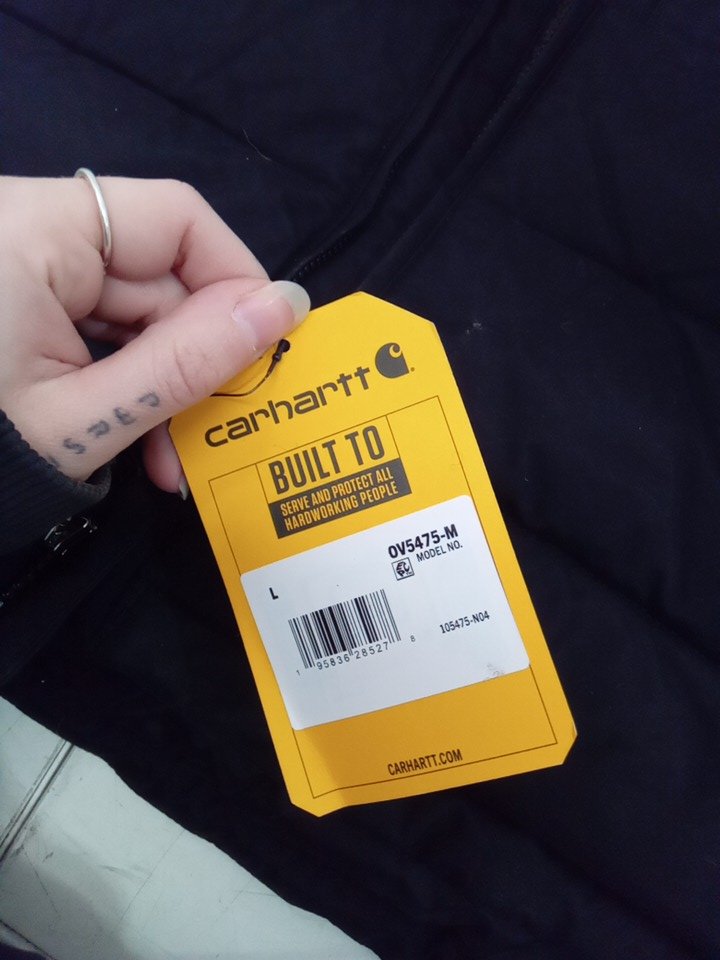 carhartt
BUILT TO
SERVE AND PROTECT ALL
HARDWORKING PEOPLE
OV5475-M
MODEL NO.
L
105475-N04
1 95836 28527 8
CARHARTT.COM